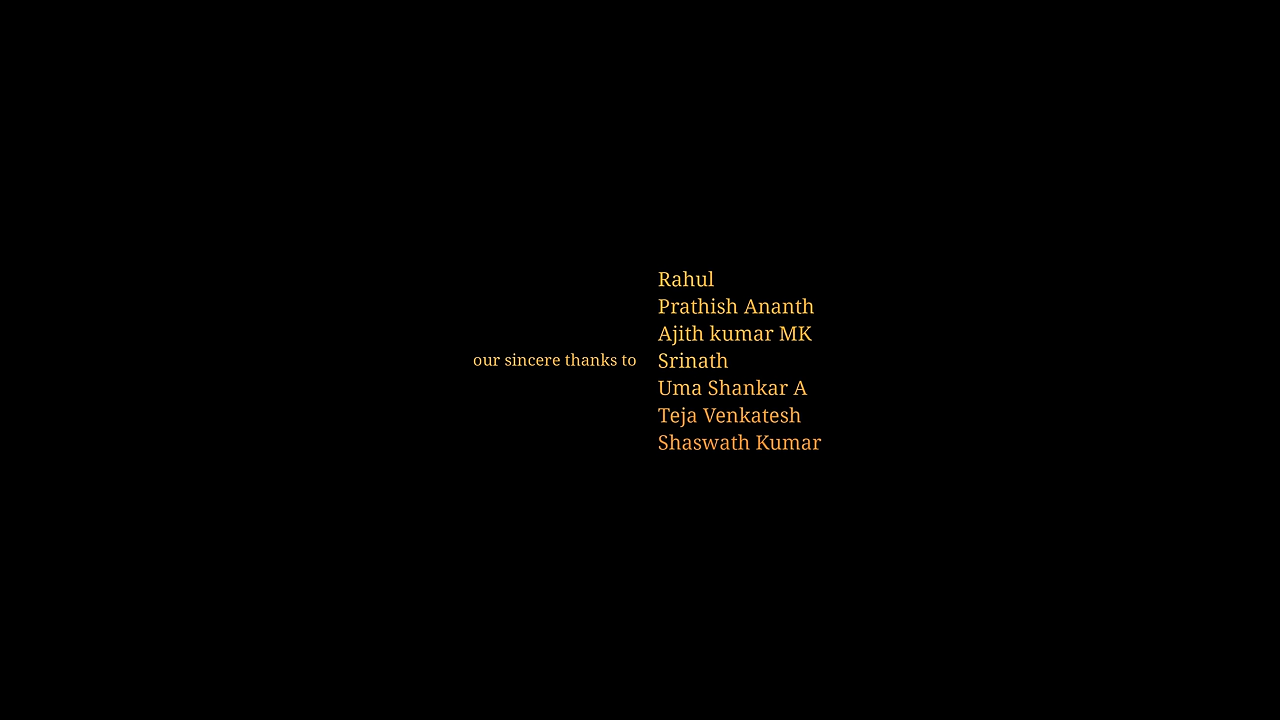 our sincere thanks to
Rahul
Prathish Ananth
Ajith kumar MK
Srinath
Uma Shankar A
Teja Venkatesh
Shaswath Kumar